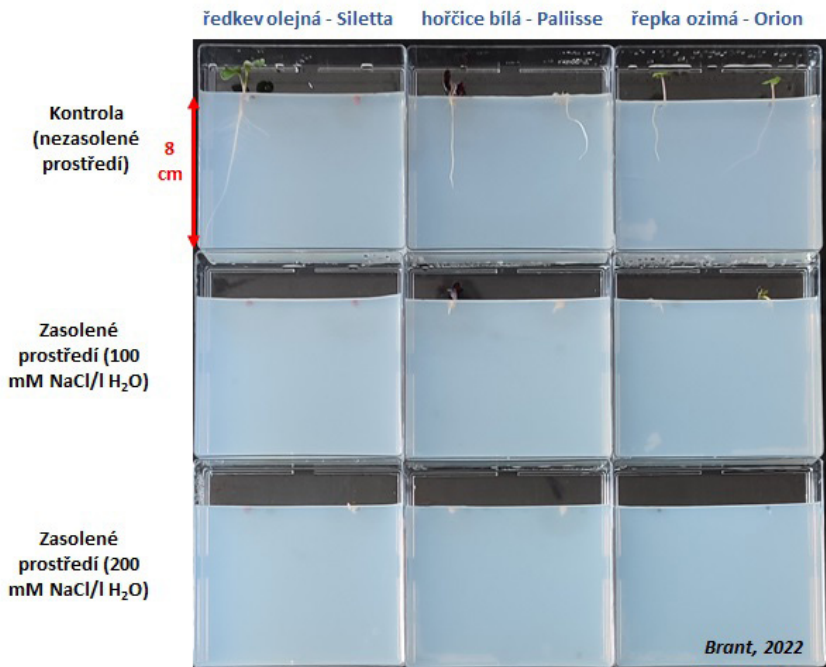 ředkev olejná - Siletta
hořčice bílá - Paliisse
řepka ozimá - Orion
Kontrola
(nezasolené
prostředí)
8
cm
Zasolené
prostředí (100
mM NaCl/l H₂O)
Zasolené
prostředí (200
mM NaCl/l H₂O)
Brant, 2022